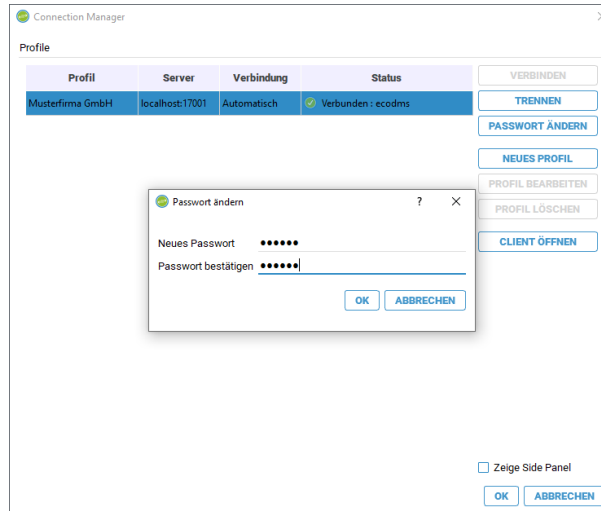 Connection Manager
Profile
Profil Server Verbindung Status
Musterfirma GmbH localhost:17001 Automatisch Verbunden : ecodms
VERBINDEN
TRENNEN
PASSWORT ÄNDERN
NEUES PROFIL
PROFIL BEARBEITEN
PROFIL LÖSCHEN
CLIENT ÖFFNEN
Passwort ändern ?
Neues Passwort ●●●●●●
Passwort bestätigen ●●●●●●
OK ABBRECHEN
Zeige Side Panel
OK ABBRECHEN